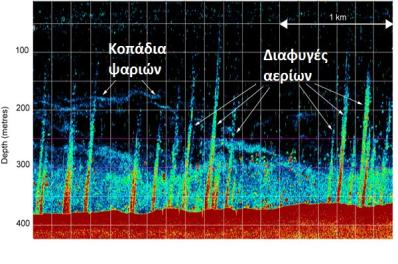 1 km
Κοπάδια
ψαριών
Διαφυγές
αερίων
100
200
300
400
Depth (metres)